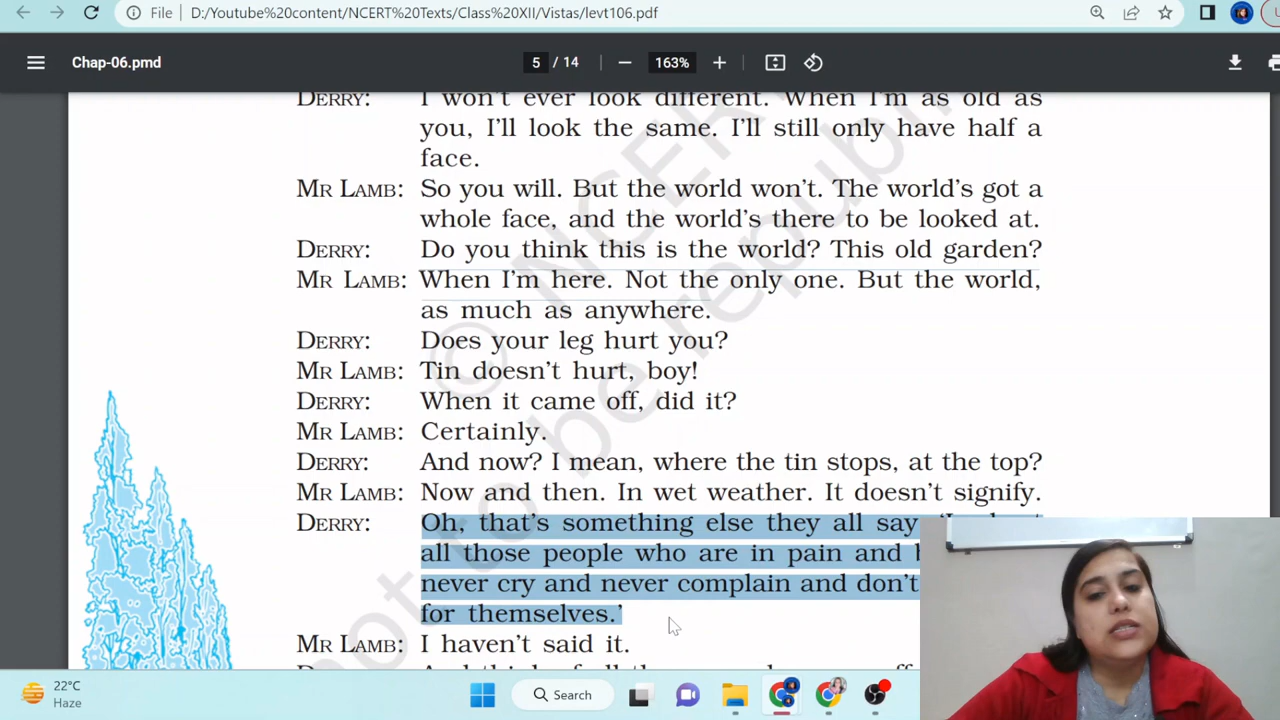 File D:/Youtube%20content/NCERT%20Texts/Class%20XII/Vistas/levt106.pdf
Chap-06.pmd 5 / 14 163%
DERRY: I won't ever look different. When I'm as old as
you, I'll look the same. I'll still only have half a
face.
MR LAMB: So you will. But the world won't. The world's got a
whole face, and the world's there to be looked at.
DERRY: Do you think this is the world? This old garden?
MR LAMB: When I'm here. Not the only one. But the world,
as much as anywhere.
DERRY: Does your leg hurt you?
MR LAMB: Tin doesn't hurt, boy!
DERRY: When it came off, did it?
MR LAMB: Certainly.
DERRY: And now? I mean, where the tin stops, at the top?
MR LAMB: Now and then. In wet weather. It doesn't signify.
DERRY: Oh, that's something else they all say
all those people who are in pain and
never cry and never complain and don't
for themselves.'
MR LAMB: I haven't said it.
© NCERT
not to be republ
22°C
Haze
Search